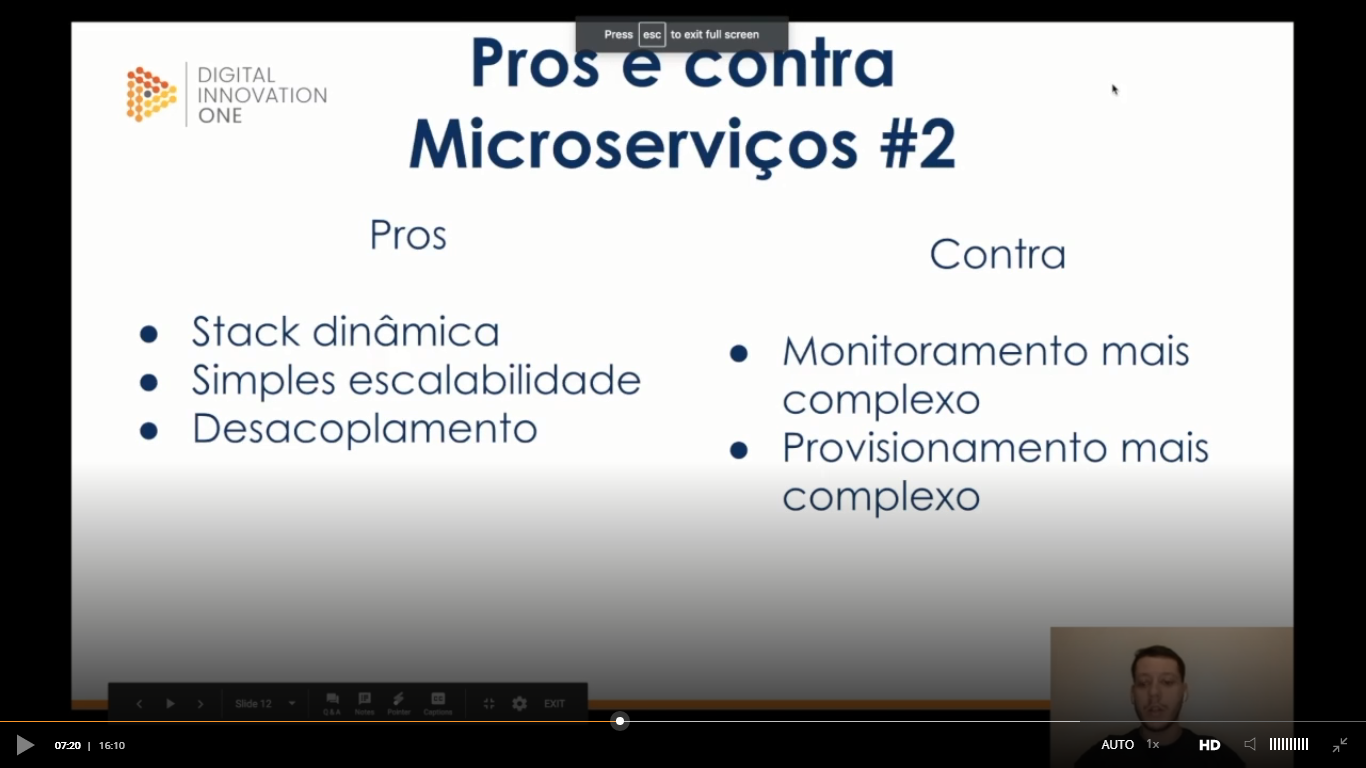 Press esc to exit full screen
DIGITAL
INNOVATION
ONE
Pros e contra
Microserviços #2
Pros
Stack dinâmica
Simples escalabilidade
Desacoplamento
Contra
Monitoramento mais
complexo
Provisionamento mais
complexo
Slide 12
Q&A
Notes
Pointer
Captions
EXIT
07:20 | 16:10
AUTO
1x
HD